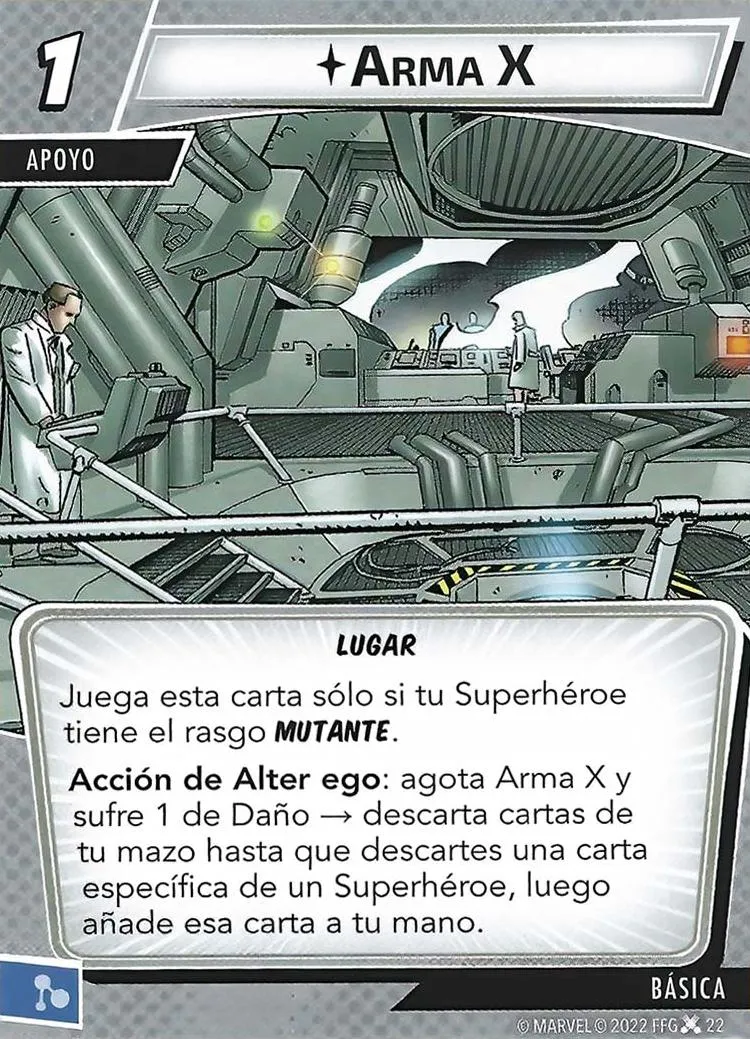 1
ARMA X
APOYO
LUGAR
Juega esta carta sólo si tu Superhéroe
tiene el rasgo MUTANTE.
Acción de Alter ego: agota Arma X y
sufre 1 de Daño → descarta cartas de
tu mazo hasta que descartes una carta
específica de un Superhéroe, luego
añade esa carta a tu mano.
BÁSICA
© MARVEL © 2022 FFG 22